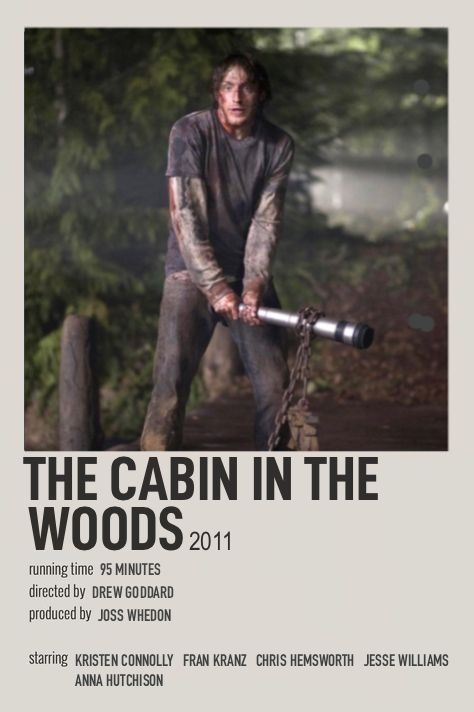 THE CABIN IN THE
WOODS 2011
running time 95 MINUTES
directed by DREW GODDARD
produced by JOSS WHEDON
starring KRISTEN CONNOLLY FRAN KRANZ CHRIS HEMSWORTH JESSE WILLIAMS
ANNA HUTCHISON